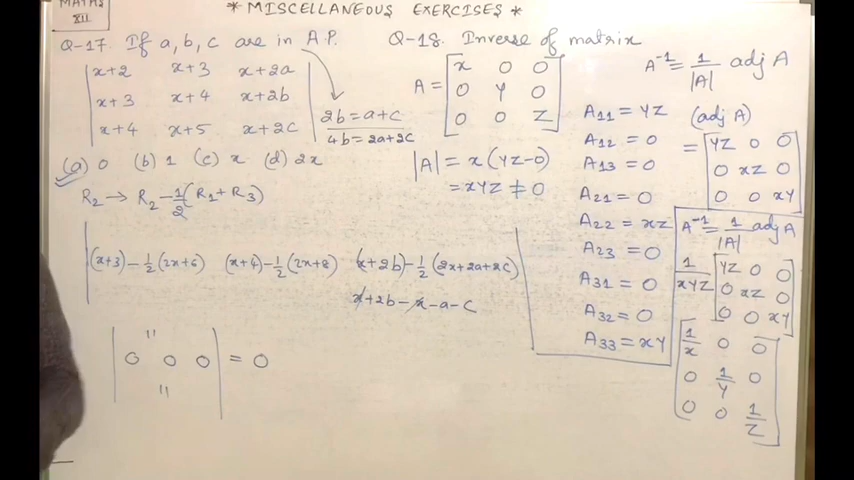 MATHS
XII
* MISCELLANEOUS EXERCISES *
Q-17. If a, b, c are in A.P.
| x+2 x+3 x+2a |
| x+3 x+4 x+2b |
| x+4 x+5 x+2c |
2b = a+c
4b = 2a+2c
(a) 0 (b) 1 (c) x (d) 2x
R2 → R2 - 1/2 (R1 + R3)
(x+3) - 1/2 (2x+6) (x+4) - 1/2 (2x+8) (x+2b) - 1/2 (2x+2a+2c)
x+2b - x - a - c
"
| 0 0 0 | = 0
"
Q-18. Inverse of matrix
A = [ x 0 0
0 Y 0
0 0 Z ]
|A| = x (YZ-0)
= xYZ ≠ 0
A11 = YZ
A12 = 0
A13 = 0
A21 = 0
A22 = xZ
A23 = 0
A31 = 0
A32 = 0
A33 = xY
A^-1 = 1/|A| adj A
(adj A)
= [ YZ 0 0
0 xZ 0
0 0 xY ]
A^-1 = 1/|A| adj A
1/xYZ [ YZ 0 0
0 xZ 0
0 0 xY ]
[ 1/x 0 0
0 1/Y 0
0 0 1/Z ]